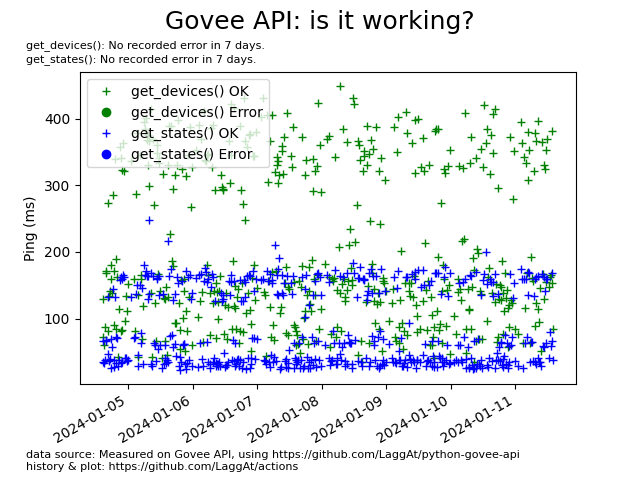 Govee API: is it working?
get_devices(): No recorded error in 7 days.
get_states(): No recorded error in 7 days.
get_devices() OK
get_devices() Error
get_states() OK
get_states() Error
Ping (ms)
400
300
200
100
2024-01-05
2024-01-06
2024-01-07
2024-01-08
2024-01-09
2024-01-10
2024-01-11
data source: Measured on Govee API, using https://github.com/LaggAt/python-govee-api
history & plot: https://github.com/LaggAt/actions